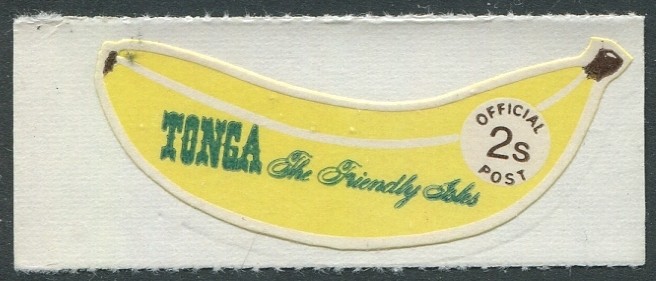 TONGA The Friendly Isles
OFFICIAL
2s
POST